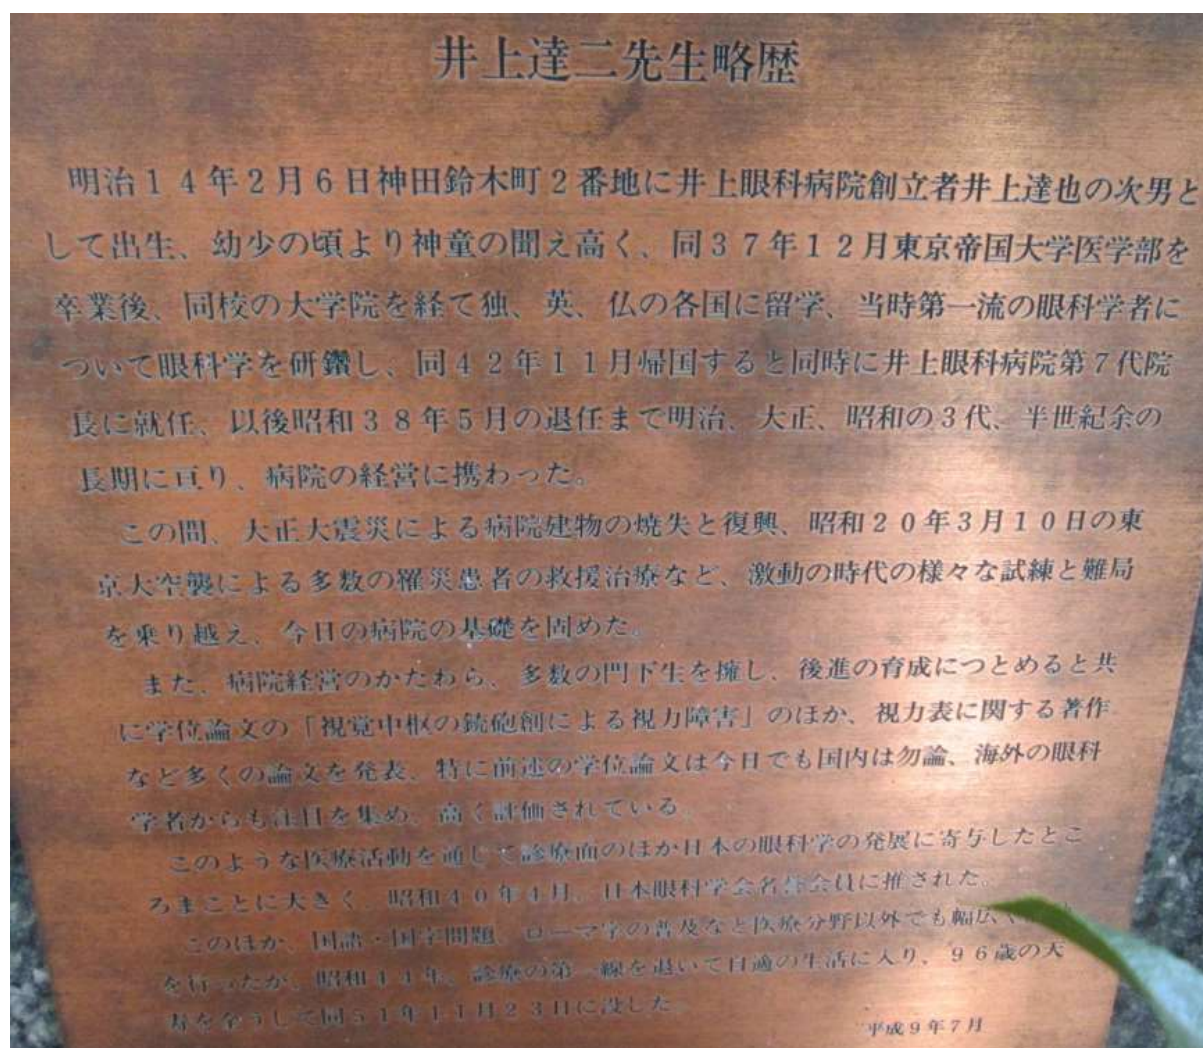 井上達二先生略歴
明治14年2月6日神田鈴木町2番地に井上眼科病院創立者井上達也の次男と
して出生、幼少の頃より神童の聞え高く、同37年12月東京帝国大学医学部を
卒業後、同校の大学院を経て独、英、仏の各国に留学、当時第一流の眼科学者に
ついて眼科学を研鑽し、同42年11月帰国すると同時に井上眼科病院第7代院
長に就任、以後昭和38年5月の退任まで明治、大正、昭和の3代、半世紀余の
長期に亘り、病院の経営に携わった。
この間、大正大震災による病院建物の焼失と復興、昭和20年3月10日の東
京大空襲による多数の罹災患者の救援治療など、激動の時代の様々な試練と難局
を乗り越え、今日の病院の基礎を固めた。
また、病院経営のかたわら、多数の門下生を擁し、後進の育成につとめると共
に学位論文の「視覚中枢の銃砲創による視力障害」のほか、視力表に関する著作
など多くの論文を発表、特に前述の学位論文は今日でも国内は勿論、海外の眼科
学者からも注目を集め、高く評価されている。
このような医療活動を通じて診療面のほか日本の眼科学の発展に寄与したとこ
ろまことに大きく、昭和40年4月、日本眼科学会名誉会員に推された。
このほか、国語・国字問題、ローマ字の普及など医療分野以外でも幅広く
を行ったが、昭和44年、診療の第一線を退いて自適の生活に入り、96歳の天
寿を全うして同51年11月23日に没した。
平成9年7月